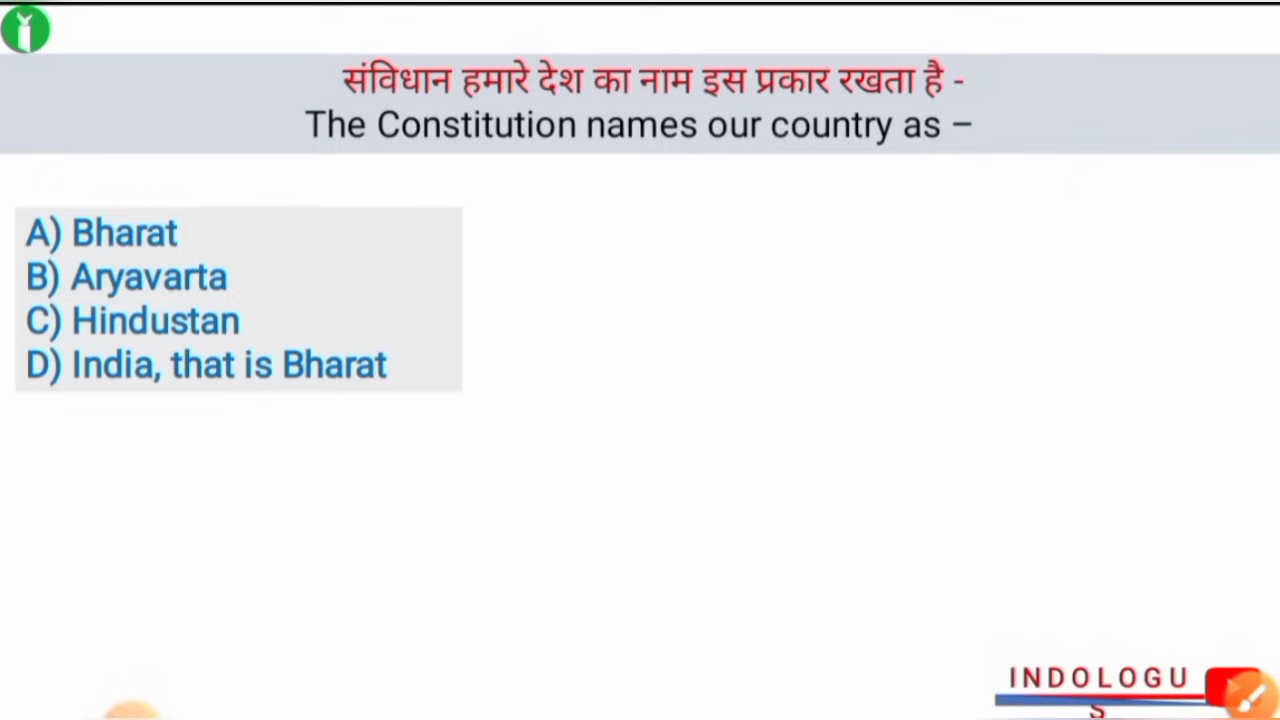 संविधान हमारे देश का नाम इस प्रकार रखता है -
The Constitution names our country as –
A) Bharat
B) Aryavarta
C) Hindustan
D) India, that is Bharat
INDOLOGU
S